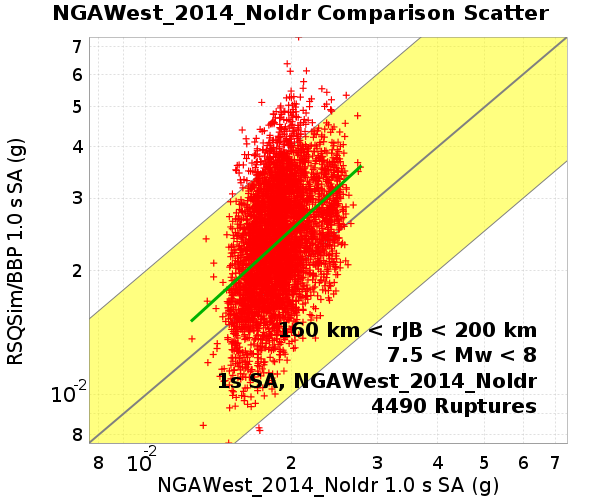 NGAWest_2014_NoIdr Comparison Scatter
RSQSim/BBP 1.0 s SA (g)
7
6
5
4
3
2
10-2
8
160 km < rJB < 200 km
7.5 < Mw < 8
1s SA, NGAWest_2014_NoIdr
4490 Ruptures
8 10-2 2 3 4 5 6 7
NGAWest_2014_NoIdr 1.0 s SA (g)